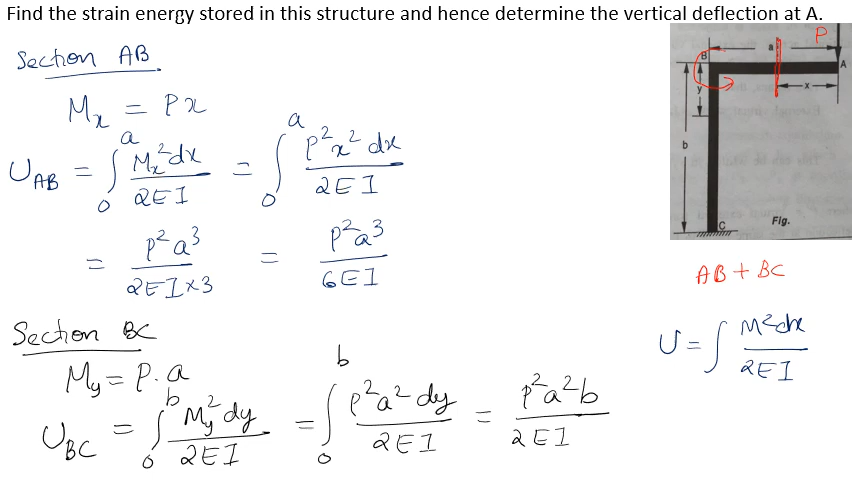 Find the strain energy stored in this structure and hence determine the vertical deflection at A.
Section AB
Mx = Px
U_AB = ∫₀ᵃ Mx²dx / 2EI = ∫₀ᵃ P²x² dx / 2EI
= P²a³ / 2EI×3 = P²a³ / 6EI
Section BC
My = P.a
U_BC = ∫₀ᵇ My² dy / 2EI = ∫₀ᵇ P²a² dy / 2EI = P²a²b / 2EI
P
B
a
A
x
y
b
C
Fig.
AB + BC
U = ∫ M²dx / 2EI